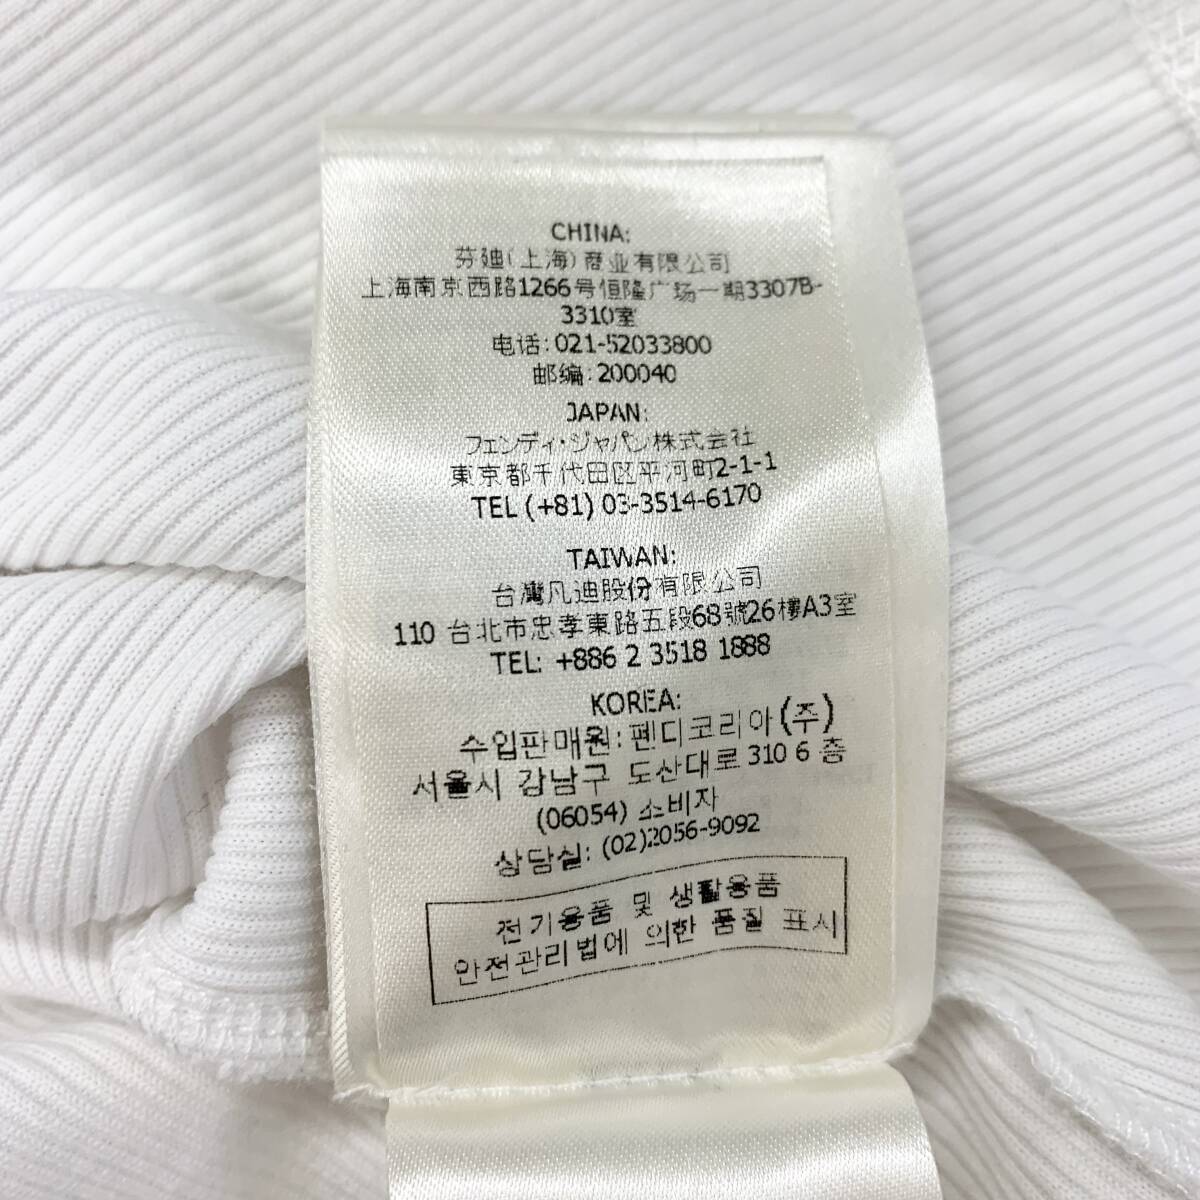 CHINA:
芬廸(上海)商业有限公司
上海南京西路1266号恒隆广场一期3307B-
3310室
电话:021-52033800
邮编:200040
JAPAN:
フェンディ・ジャパン株式会社
東京都千代田区平河町2-1-1
TEL (+81) 03-3514-6170
TAIWAN:
台灣凡迪股份有限公司
110 台北市忠孝東路五段68號26樓A3室
TEL: +886 2 3518 1888
KOREA:
수입판매원: 펜디코리아(주)
서울시 강남구 도산대로 310 6 층
(06054) 소비자
상담실: (02)2056-9092
전기용품 및 생활용품
안전관리법에 의한 품질 표시